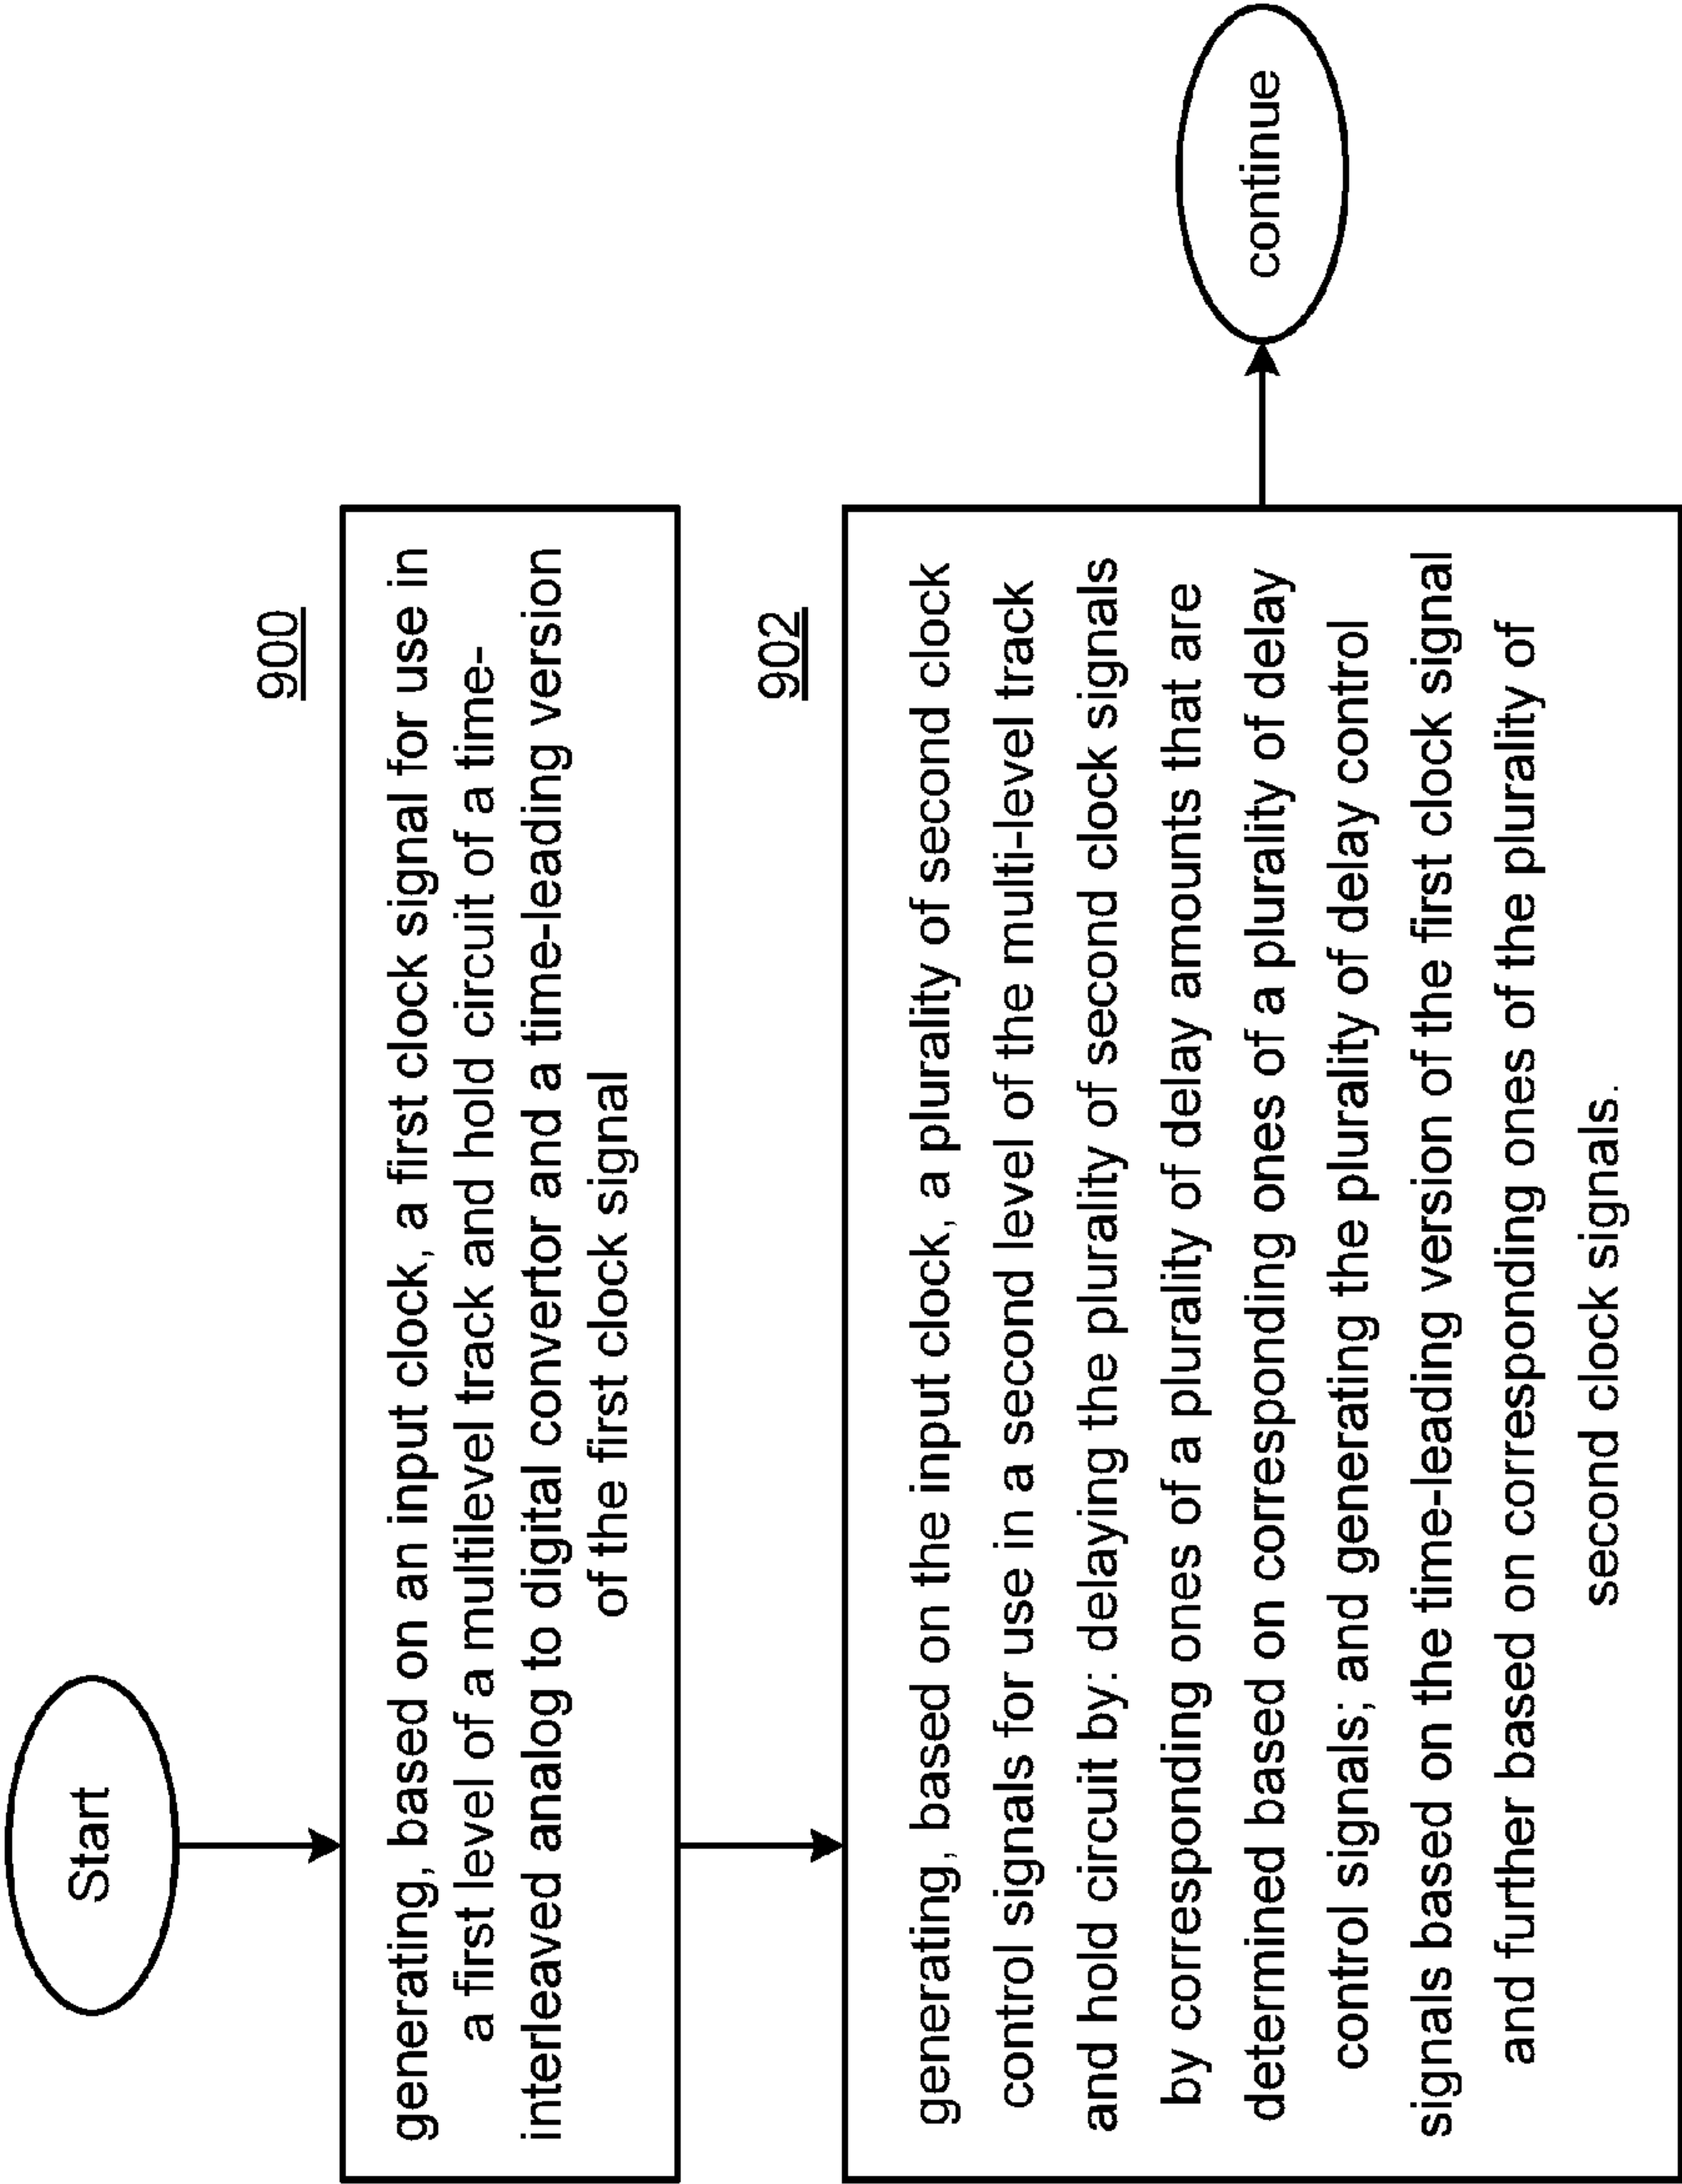 Start
900
generating, based on an input clock, a first clock signal for use in
a first level of a multilevel track and hold circuit of a time-
interleaved analog to digital convertor and a time-leading version
of the first clock signal
902
generating, based on the input clock, a plurality of second clock
control signals for use in a second level of the multi-level track
and hold circuit by: delaying the plurality of second clock signals
by corresponding ones of a plurality of delay amounts that are
determined based on corresponding ones of a plurality of delay
control signals; and generating the plurality of delay control
signals based on the time-leading version of the first clock signal
and further based on corresponding ones of the plurality of
second clock signals.
continue